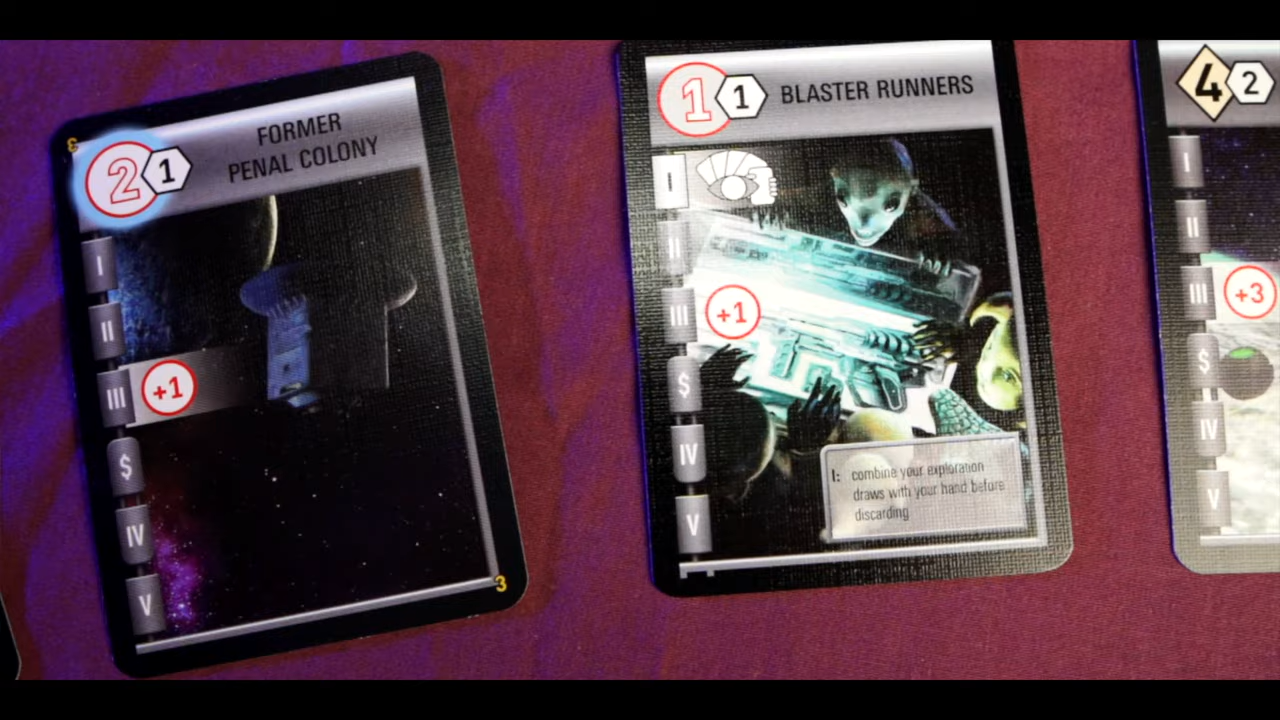 3
2 1 FORMER
PENAL COLONY
I
II
III +1
$
IV
V
3
1 1 BLASTER RUNNERS
I
II
III +1
$
IV
V
I: combine your exploration
draws with your hand before
discarding
4 2
I
II
III +3
$
IV
V